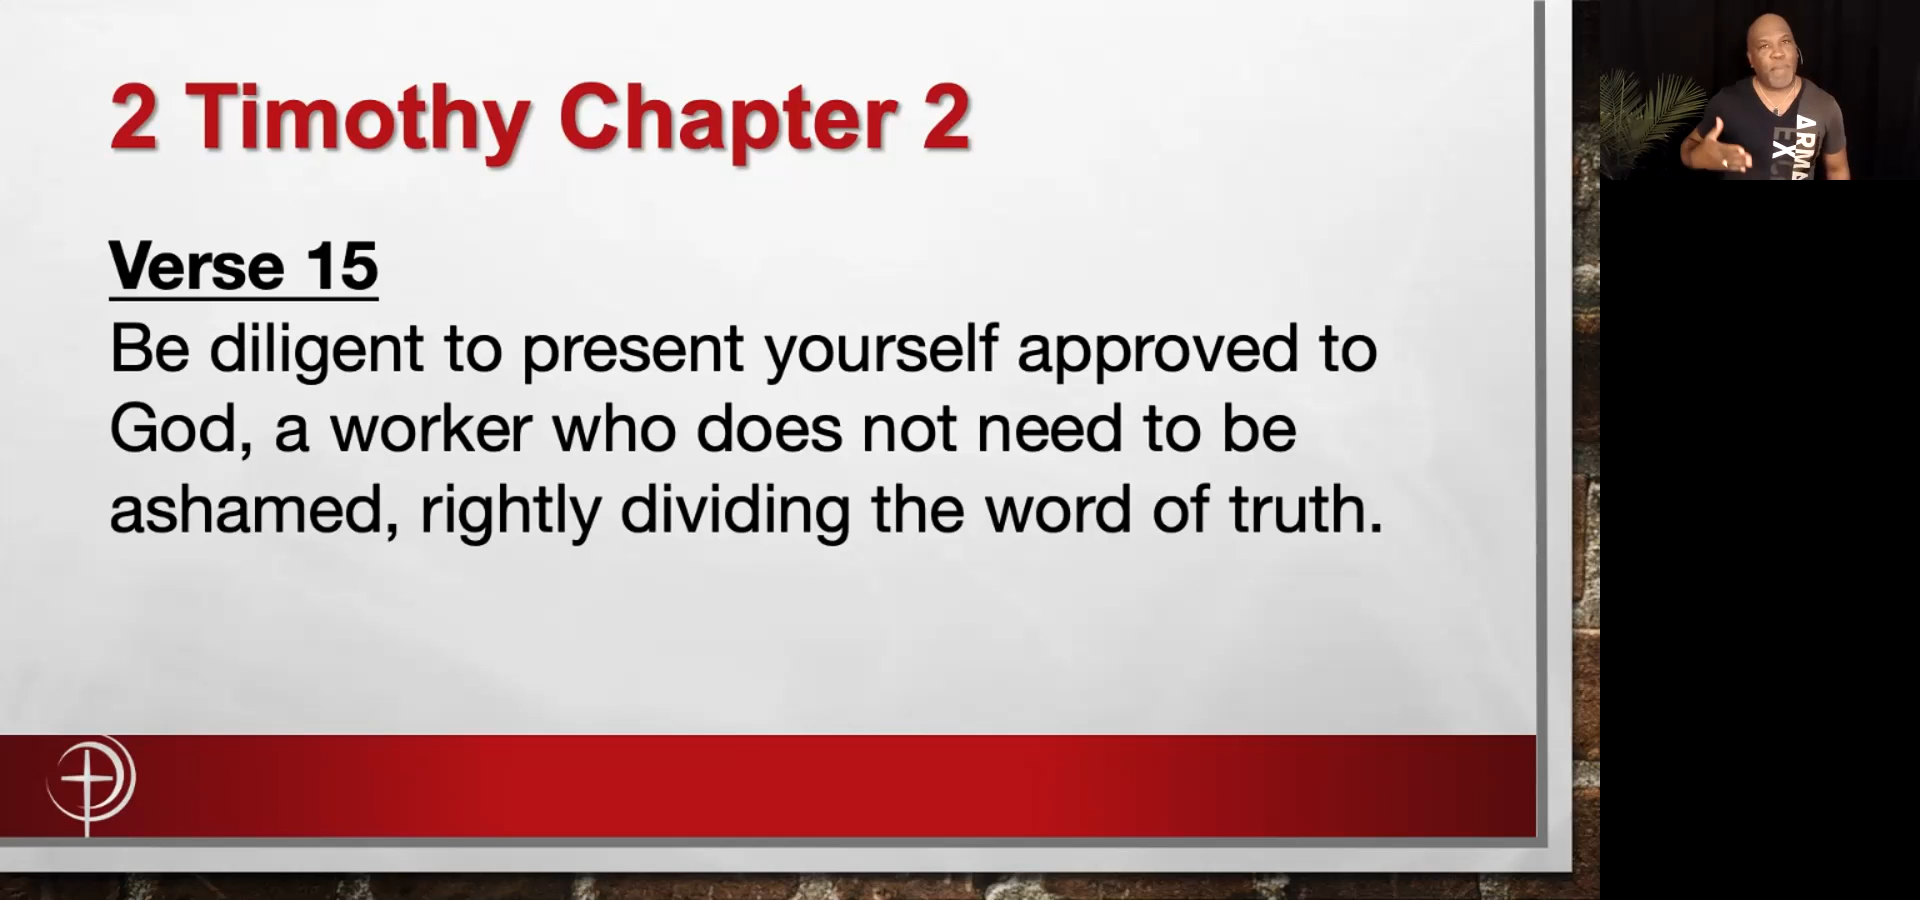 2 Timothy Chapter 2
Verse 15
Be diligent to present yourself approved to
God, a worker who does not need to be
ashamed, rightly dividing the word of truth.